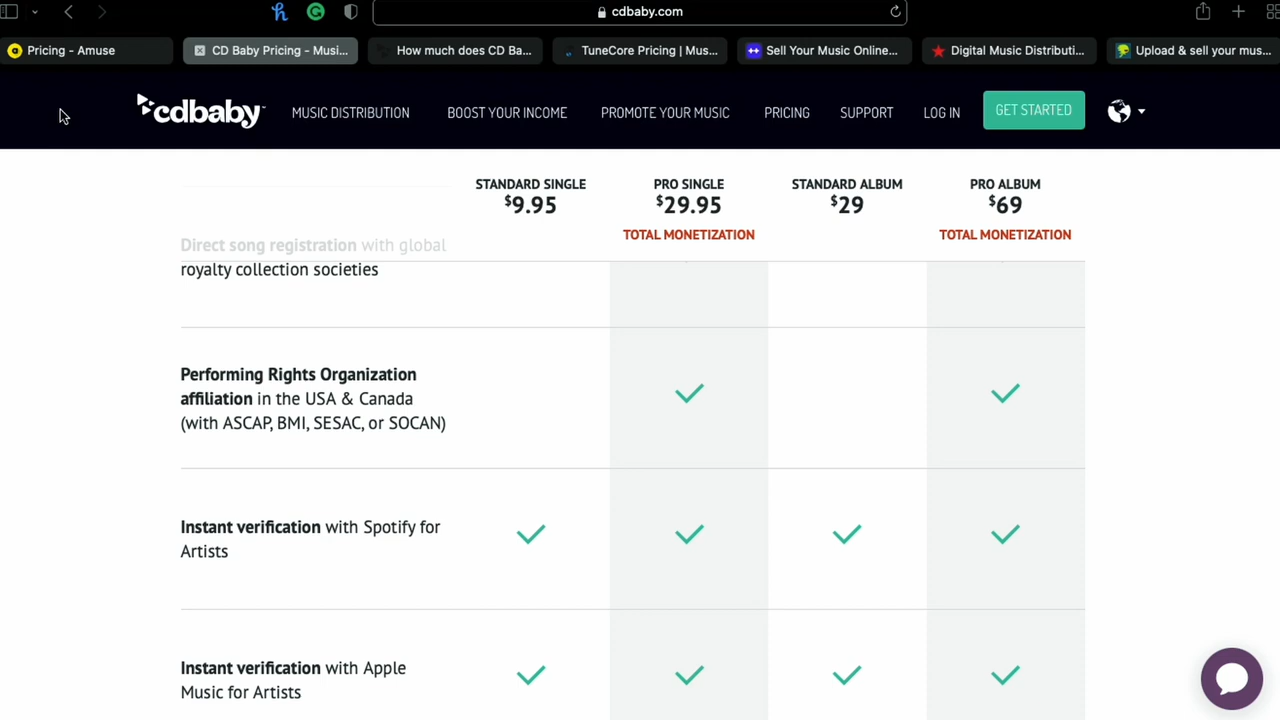 cdbaby.com
Pricing - Amuse
CD Baby Pricing - Musi...
How much does CD Ba...
TuneCore Pricing | Mus...
Sell Your Music Online...
Digital Music Distributi...
Upload & sell your mus...
cdbaby
MUSIC DISTRIBUTION
BOOST YOUR INCOME
PROMOTE YOUR MUSIC
PRICING
SUPPORT
LOG IN
GET STARTED
STANDARD SINGLE
$9.95
PRO SINGLE
$29.95
TOTAL MONETIZATION
STANDARD ALBUM
$29
PRO ALBUM
$69
TOTAL MONETIZATION
Direct song registration with global
royalty collection societies
Performing Rights Organization
affiliation in the USA & Canada
(with ASCAP, BMI, SESAC, or SOCAN)
Instant verification with Spotify for
Artists
Instant verification with Apple
Music for Artists